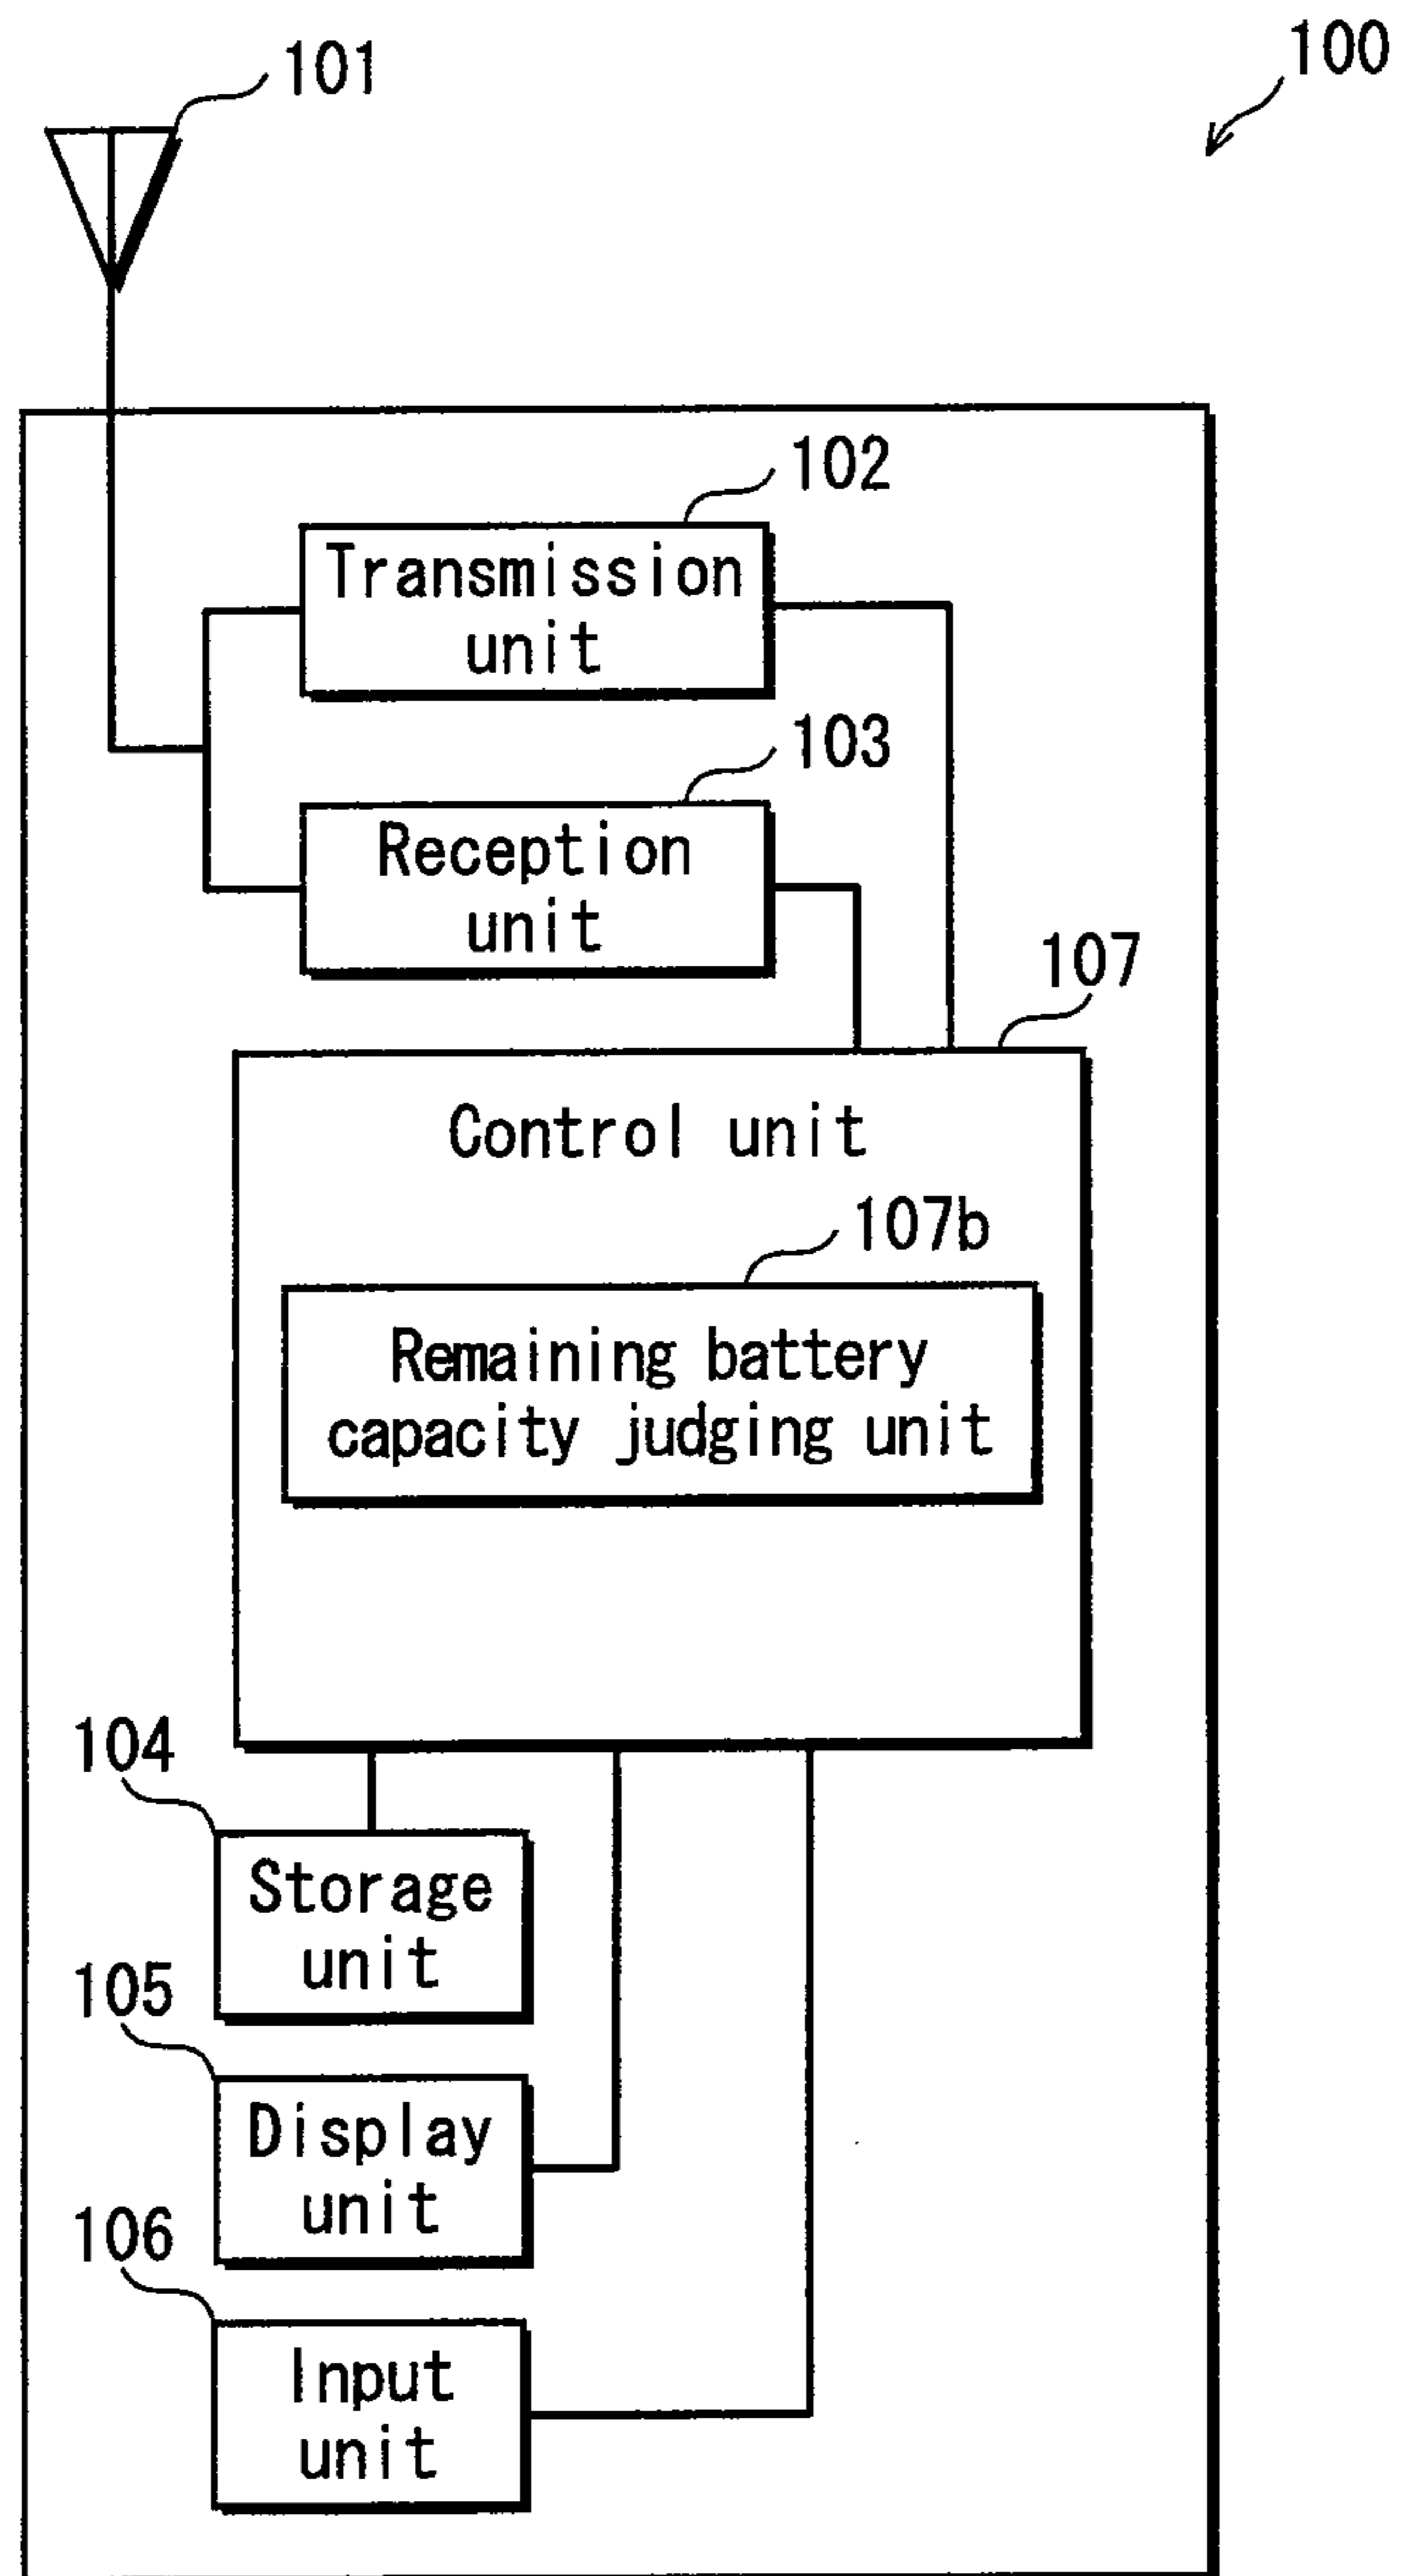 100
101
102
Transmission
unit
103
Reception
unit
107
Control unit
107b
Remaining battery
capacity judging unit
104
Storage
unit
105
Display
unit
106
Input
unit